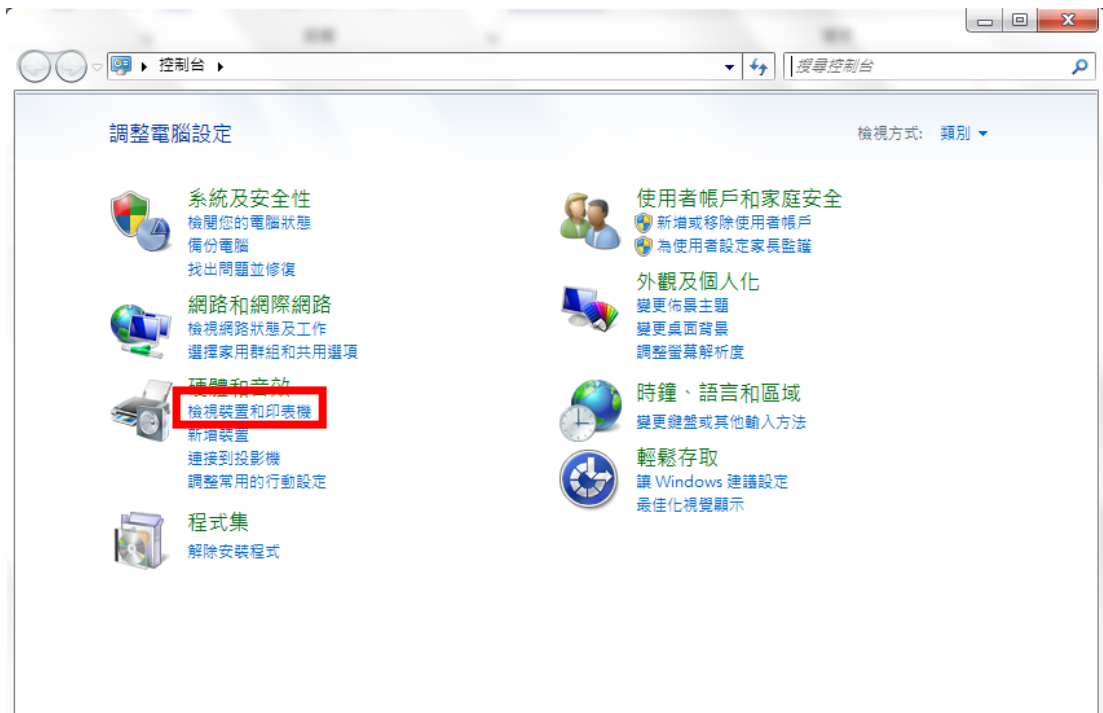 控制台
搜尋控制台
調整電腦設定
檢視方式: 類別
系統及安全性
檢閱您的電腦狀態
備份電腦
找出問題並修復
網路和網際網路
檢視網路狀態及工作
選擇家用群組和共用選項
硬體和音效
檢視裝置和印表機
新增裝置
連接到投影機
調整常用的行動設定
程式集
解除安裝程式
使用者帳戶和家庭安全
新增或移除使用者帳戶
為使用者設定家長監護
外觀及個人化
變更佈景主題
變更桌面背景
調整螢幕解析度
時鐘、語言和區域
變更鍵盤或其他輸入方法
輕鬆存取
讓 Windows 建議設定
最佳化視覺顯示